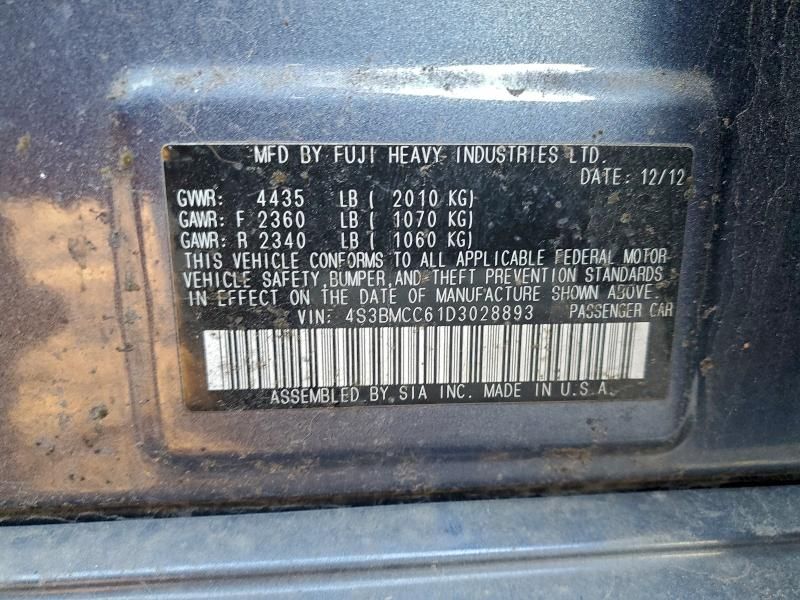 MFD BY FUJI HEAVY INDUSTRIES LTD.
DATE: 12/12
GVWR: 4435 LB ( 2010 KG)
GAWR: F 2360 LB ( 1070 KG)
GAWR: R 2340 LB ( 1060 KG)
THIS VEHICLE CONFORMS TO ALL APPLICABLE FEDERAL MOTOR
VEHICLE SAFETY,BUMPER,AND THEFT PREVENTION STANDARDS
IN EFFECT ON THE DATE OF MANUFACTURE SHOWN ABOVE.
VIN: 4S3BMCC61D3028893 PASSENGER CAR
ASSEMBLED BY SIA INC. MADE IN U.S.A.